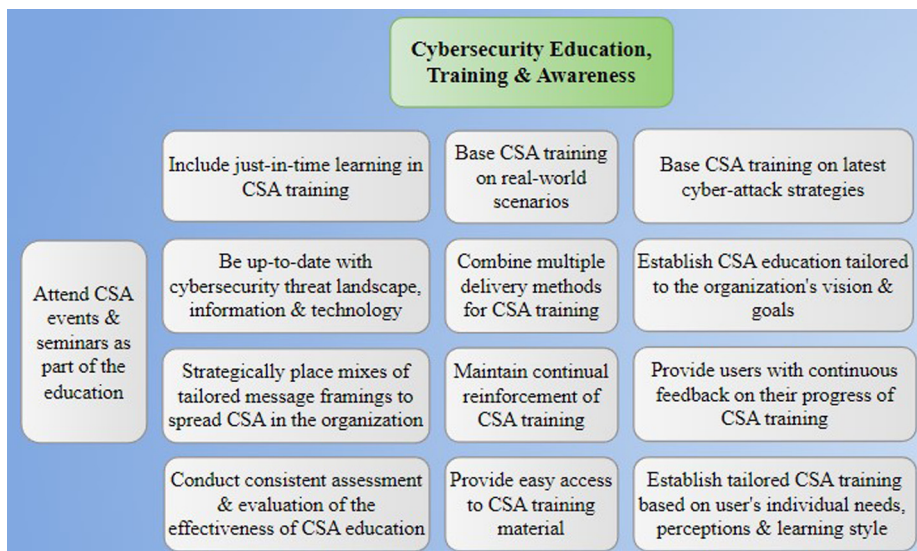 Cybersecurity Education,
Training & Awareness
Include just-in-time learning in
CSA training
Base CSA training
on real-world
scenarios
Base CSA training on latest
cyber-attack strategies
Attend CSA
events &
seminars as
part of the
education
Be up-to-date with
cybersecurity threat landscape,
information & technology
Combine multiple
delivery methods
for CSA training
Establish CSA education tailored
to the organization's vision &
goals
Strategically place mixes of
tailored message framings to
spread CSA in the organization
Maintain continual
reinforcement of
CSA training
Provide users with continuous
feedback on their progress of
CSA training
Conduct consistent assessment
& evaluation of the
effectiveness of CSA education
Provide easy access
to CSA training
material
Establish tailored CSA training
based on user's individual needs,
perceptions & learning style